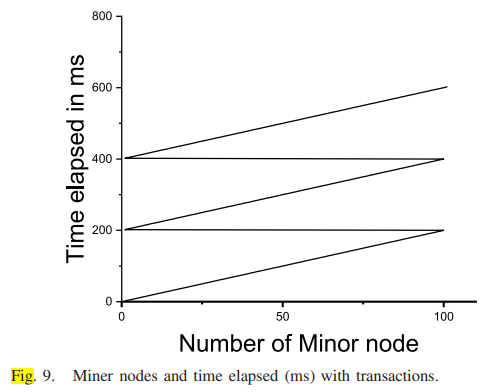 800
600
400
200
0
Time elapsed in ms
0
50
100
Number of Minor node
Fig. 9. Miner nodes and time elapsed (ms) with transactions.